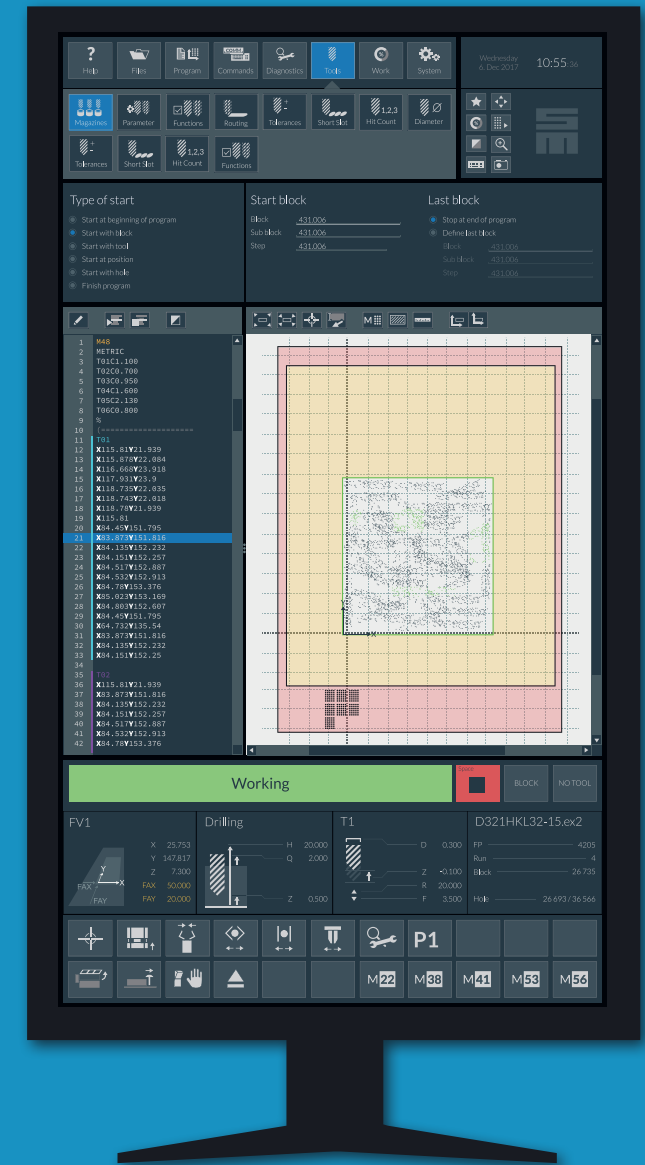 ?
Help
Files
Program
COMM
Commands
Diagnostics
Tools
Work
System
Wednesday
6. Dec 2017
10:55 36
Magazines
Parameter
Functions
Routing
Tolerances
Short Slot
1,2,3
Hit Count
Diameter
Tolerances
Short Slot
1,2,3
Hit Count
Functions
Type of start
Start at beginning of program
Start with block
Start with tool
Start at position
Start with hole
Finish program
Start block
Block 431.006
Sub block 431.006
Step 431.006
Last block
Stop at end of program
Define last block
Block 431.006
Sub block 431.006
Step 431.006
M
1 M48
2 METRIC
3 T01C1.100
4 T02C0.700
5 T03C0.950
6 T04C1.600
7 T05C2.130
8 T06C0.800
9 %
10 (====================
11 T01
12 X115.81Y21.939
13 X115.878Y22.084
14 X116.668Y23.918
15 X117.931Y23.9
16 X118.735Y22.035
17 X118.743Y22.018
18 X118.78Y21.939
19 X115.81
20 X84.45Y151.795
21 X83.873Y151.816
22 X84.135Y152.232
23 X84.151Y152.257
24 X84.517Y152.887
25 X84.532Y152.913
26 X84.78Y153.376
27 X85.023Y153.169
28 X84.803Y152.607
29 X84.45Y151.795
30 X64.732Y135.54
31 X83.873Y151.816
32 X84.135Y152.232
33 X84.151Y152.25
34
35 T02
36 X115.81Y21.939
37 X83.873Y151.816
38 X84.135Y152.232
39 X84.151Y152.257
40 X84.517Y152.887
41 X84.532Y152.913
42 X84.78Y153.376
Y
X
Working
BLOCK
NO TOOL
FV1
X 25.753
Y 147.817
Z 7.300
FAX 50.000
FAY 20.000
Y
X
FAX
FAY
Drilling
H 20.000
Q 2.000
Z 0.500
T1
D 0.300
Z -0.100
R 20.000
F 3.500
D321HKL32-15.ex2
FP 4205
Run 4
Block 26 735
Hole 26 693 / 36 566
P1
M22
M38
M41
M53
M56